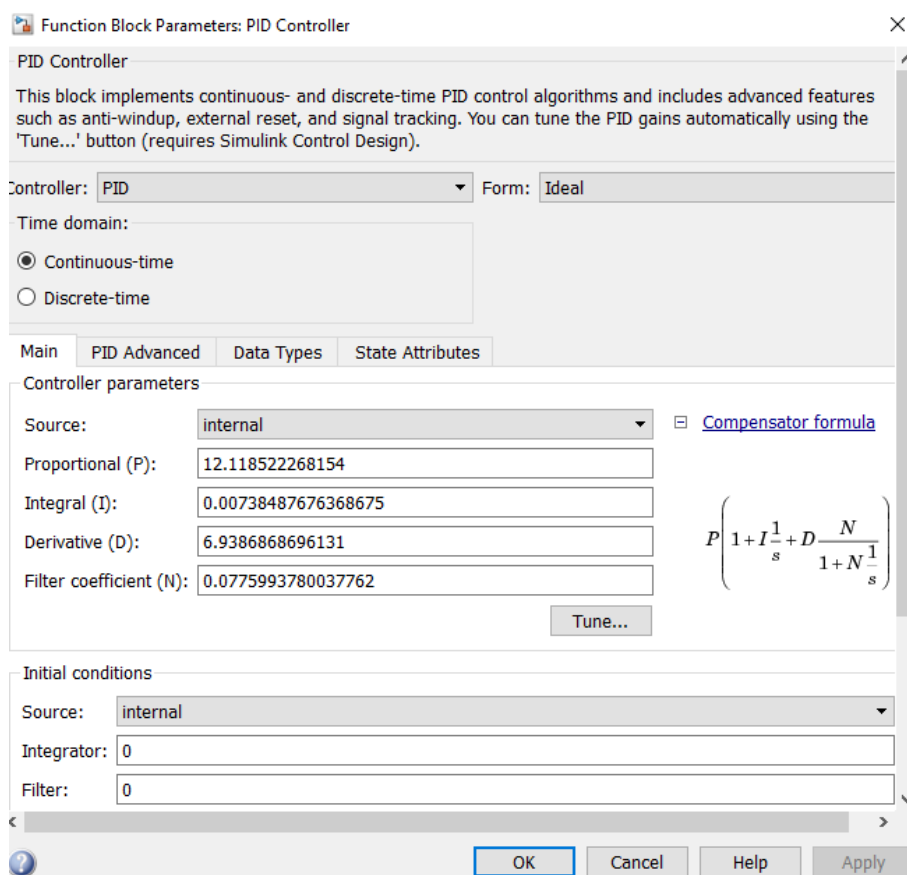 Function Block Parameters: PID Controller
PID Controller
This block implements continuous- and discrete-time PID control algorithms and includes advanced features
such as anti-windup, external reset, and signal tracking. You can tune the PID gains automatically using the
'Tune...' button (requires Simulink Control Design).
Controller: PID Form: Ideal
Time domain:
Continuous-time
Discrete-time
Main PID Advanced Data Types State Attributes
Controller parameters
Source: internal Compensator formula
Proportional (P): 12.118522268154
Integral (I): 0.00738487676368675
Derivative (D): 6.9386868696131
Filter coefficient (N): 0.0775993780037762
P(1+I 1/s + D N/(1+N 1/s))
Tune...
Initial conditions
Source: internal
Integrator: 0
Filter: 0
? OK Cancel Help Apply